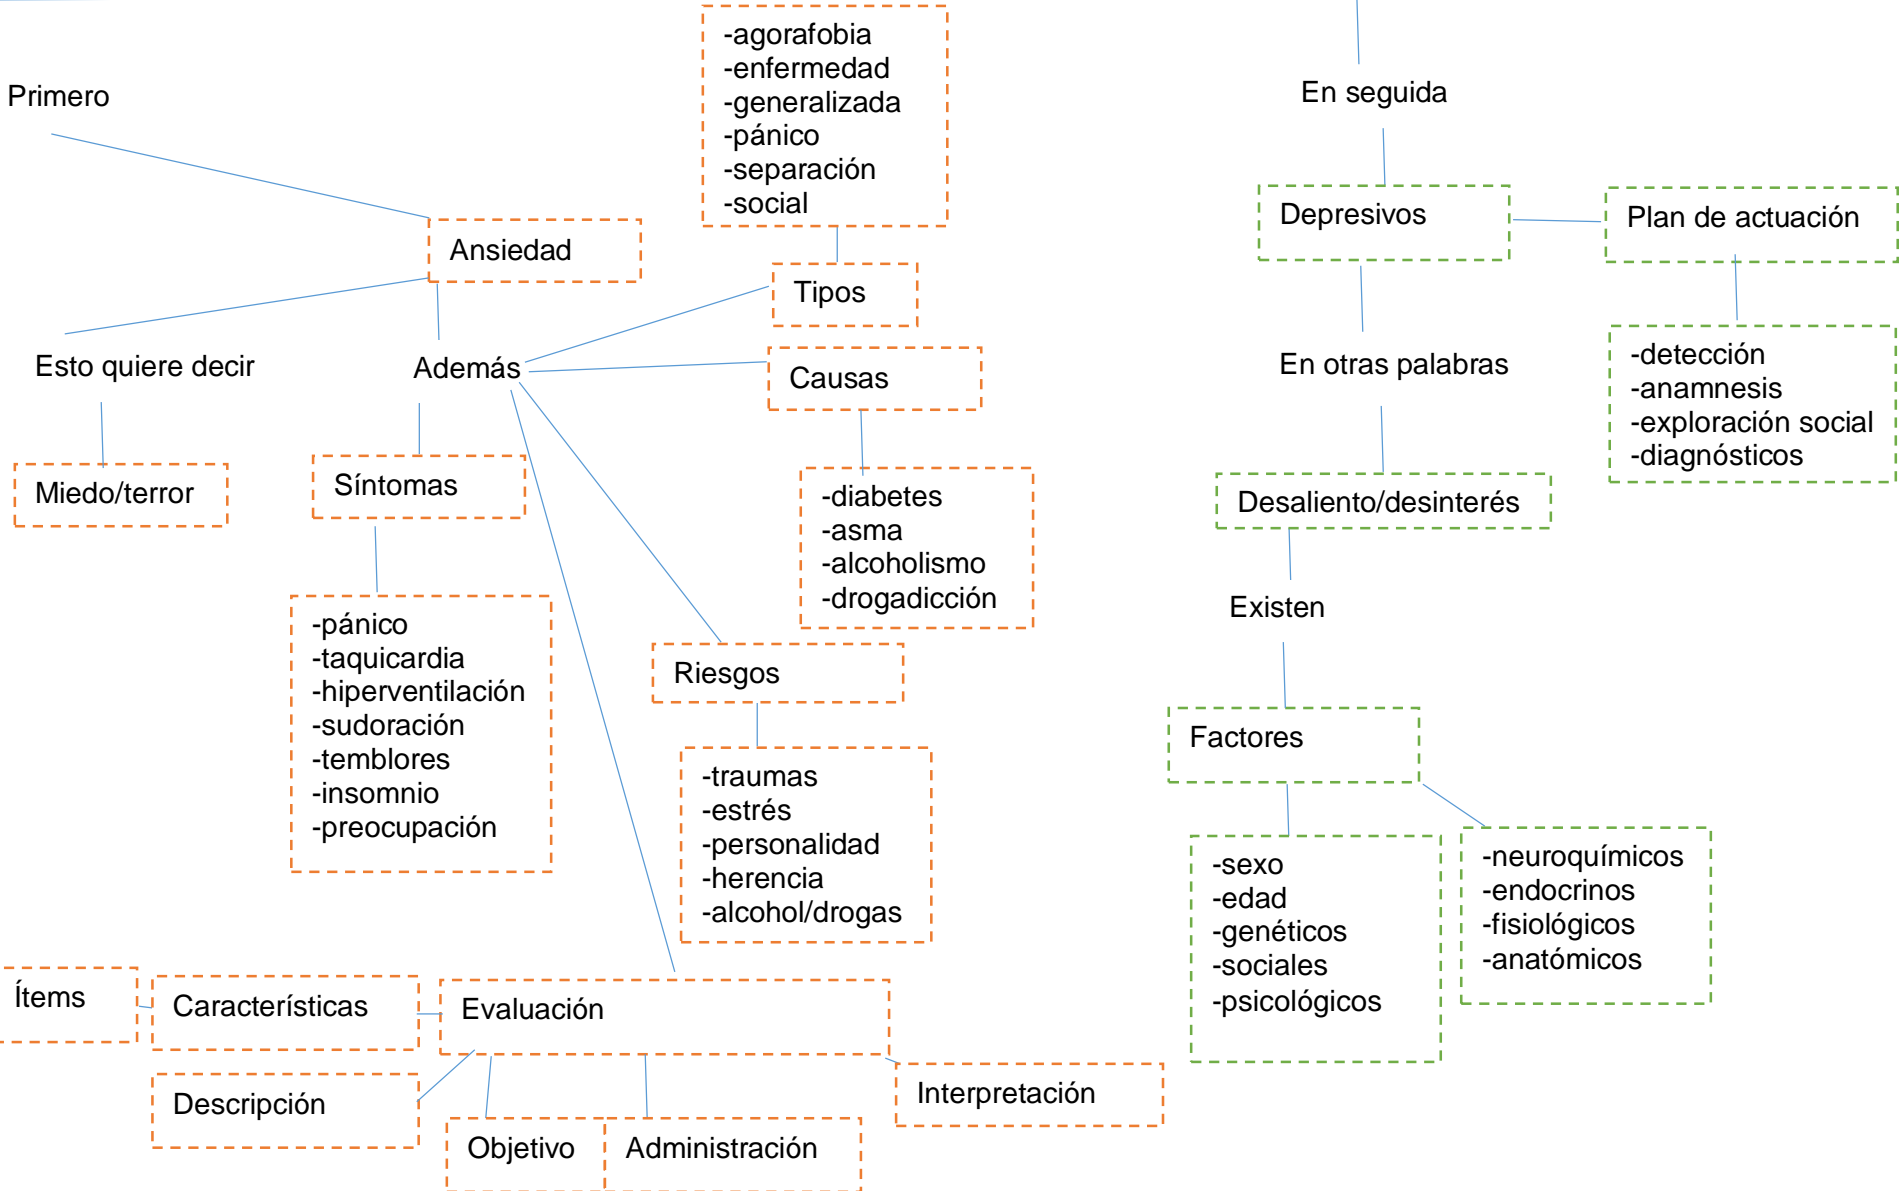 Primero
Ansiedad
Esto quiere decir
Miedo/terror
Además
Síntomas
-pánico
-taquicardia
-hiperventilación
-sudoración
-temblores
-insomnio
-preocupación
-agorafobia
-enfermedad
-generalizada
-pánico
-separación
-social
Tipos
Causas
-diabetes
-asma
-alcoholismo
-drogadicción
Riesgos
-traumas
-estrés
-personalidad
-herencia
-alcohol/drogas
Ítems
Características
Evaluación
Descripción
Objetivo
Administración
Interpretación
En seguida
Depresivos
Plan de actuación
-detección
-anamnesis
-exploración social
-diagnósticos
En otras palabras
Desaliento/desinterés
Existen
Factores
-sexo
-edad
-genéticos
-sociales
-psicológicos
-neuroquímicos
-endocrinos
-fisiológicos
-anatómicos